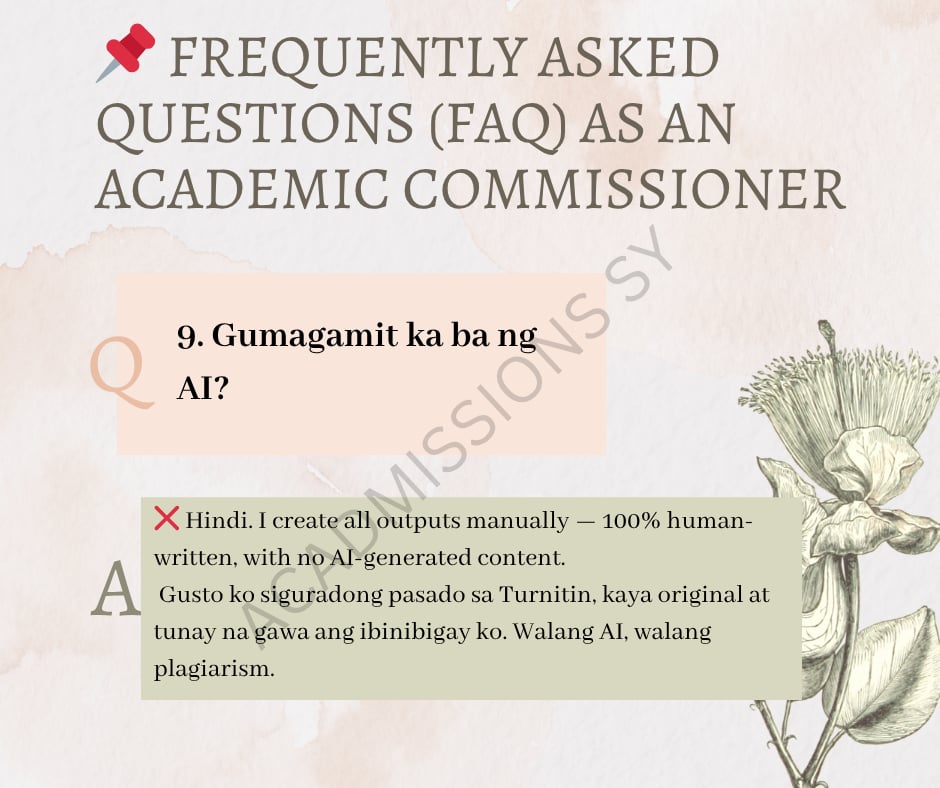 📌 FREQUENTLY ASKED
QUESTIONS (FAQ) AS AN
ACADEMIC COMMISSIONER
Q
9. Gumagamit ka ba ng
AI?
A
❌ Hindi. I create all outputs manually — 100% human-
written, with no AI-generated content.
Gusto ko siguradong pasado sa Turnitin, kaya original at
tunay na gawa ang ibinibigay ko. Walang AI, walang
plagiarism.
ACADMISSIONS SY